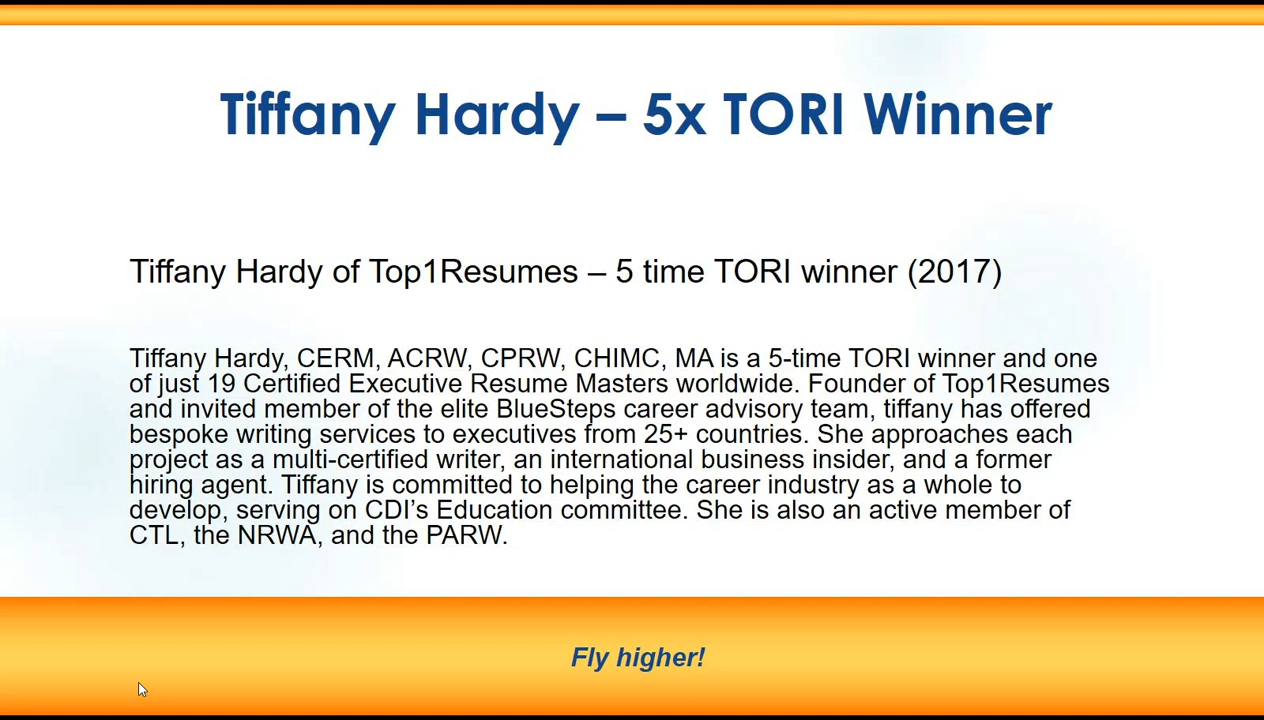 Tiffany Hardy – 5x TORI Winner
Tiffany Hardy of Top1Resumes – 5 time TORI winner (2017)
Tiffany Hardy, CERM, ACRW, CPRW, CHIMC, MA is a 5-time TORI winner and one
of just 19 Certified Executive Resume Masters worldwide. Founder of Top1Resumes
and invited member of the elite BlueSteps career advisory team, tiffany has offered
bespoke writing services to executives from 25+ countries. She approaches each
project as a multi-certified writer, an international business insider, and a former
hiring agent. Tiffany is committed to helping the career industry as a whole to
develop, serving on CDI’s Education committee. She is also an active member of
CTL, the NRWA, and the PARW.
Fly higher!